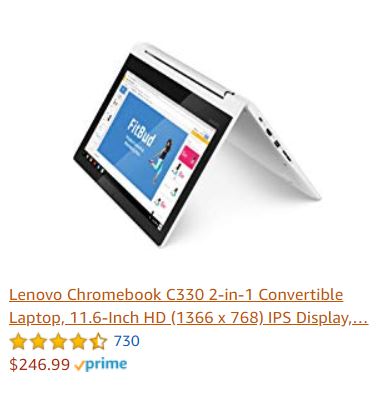 FitBud
Lenovo Chromebook C330 2-in-1 Convertible
Laptop, 11.6-Inch HD (1366 x 768) IPS Display,…
730
$246.99 prime